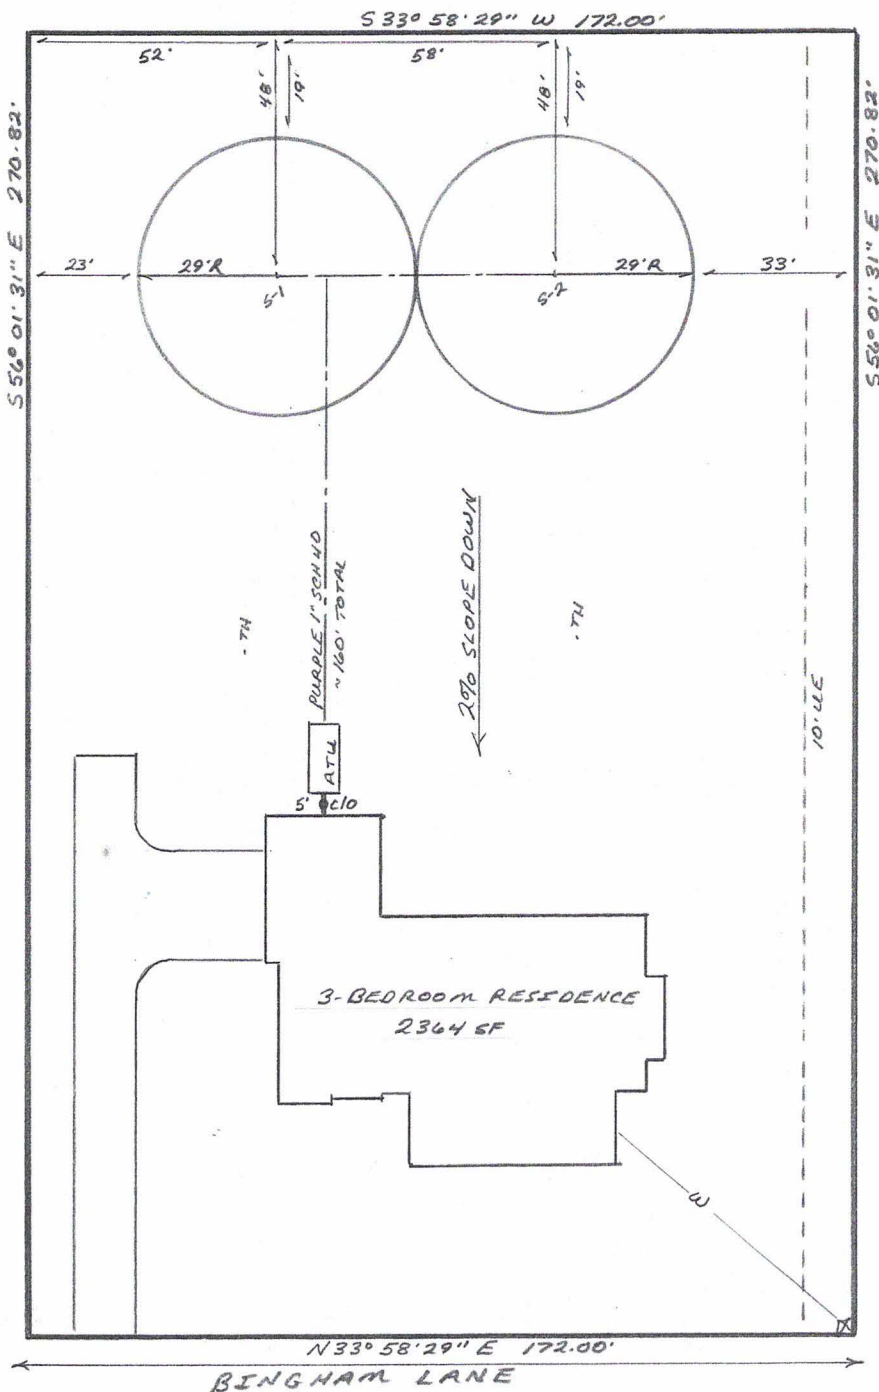 S 33° 58' 29" W 172.00'
52'
58'
48'
19'
48'
19'
S 56° 01' 31" E 270.82'
S 56° 01' 31" E 270.82'
23'
29'R
29'R
33'
S-1
S-2
PURPLE 1" SCH 40
~ 160' TOTAL
2% SLOPE DOWN
- TH
- TH
10' UE
ATU
5'
C/O
3-BEDROOM RESIDENCE
2364 SF
W
N 33° 58' 29" E 172.00'
BINGHAM LANE